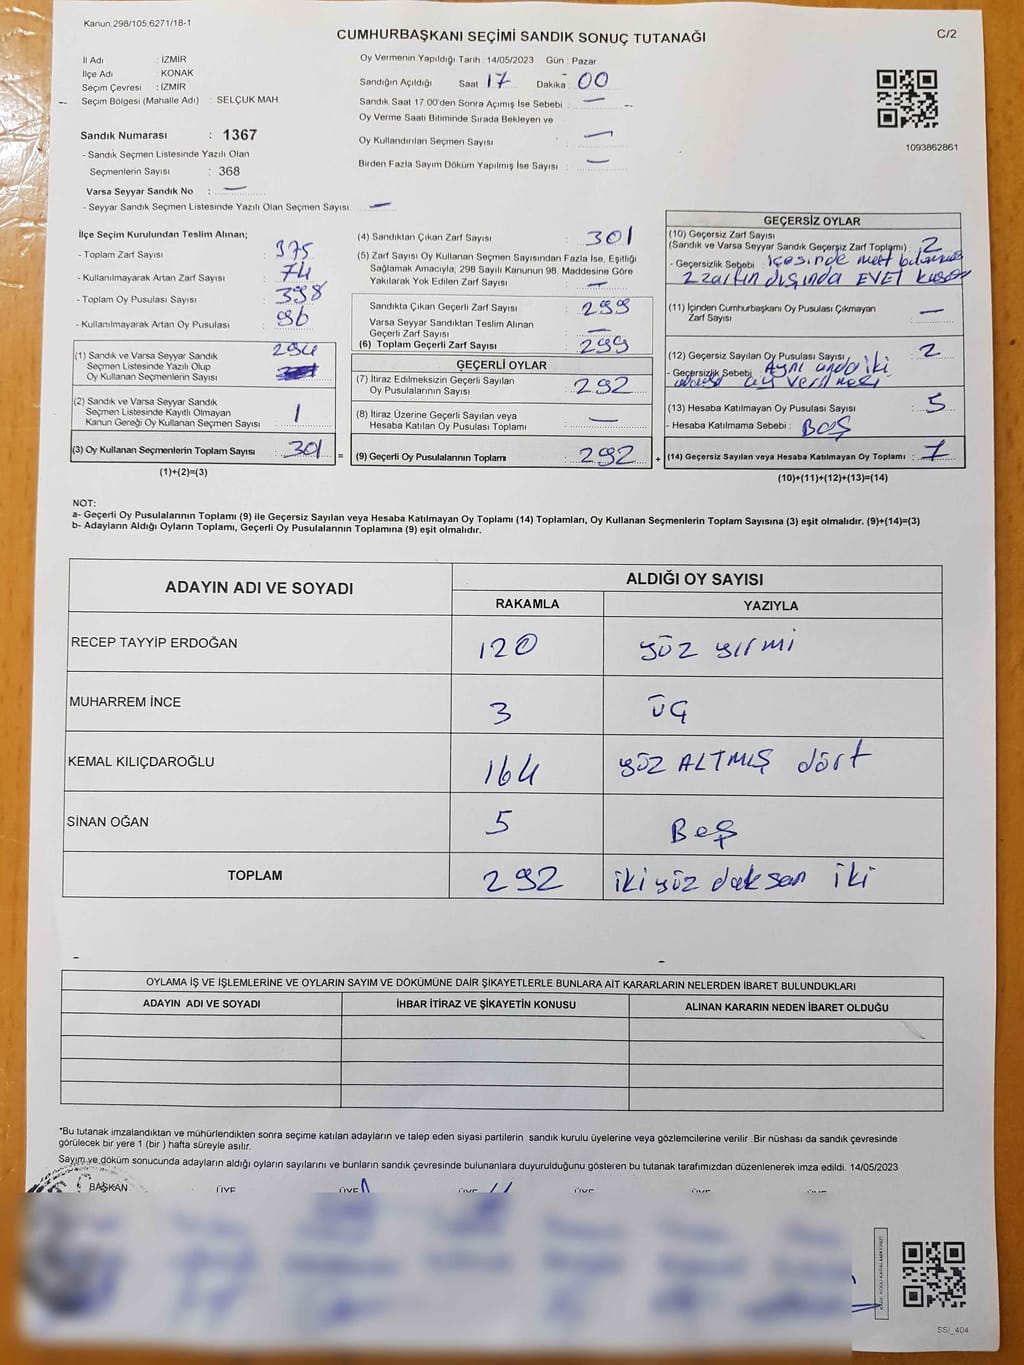 Kanun,298/105,6271/18-1
CUMHURBAŞKANI SEÇİMİ SANDIK SONUÇ TUTANAĞI
C/2
İl Adı : İZMİR
İlçe Adı : KONAK
Seçim Çevresi : İZMİR
Seçim Bölgesi (Mahalle Adı) : SELÇUK MAH.
Sandık Numarası : 1367
- Sandık Seçmen Listesinde Yazılı Olan
Seçmenlerin Sayısı : 368
Varsa Seyyar Sandık No : —
- Seyyar Sandık Seçmen Listesinde Yazılı Olan Seçmen Sayısı: —
Oy Vermenin Yapıldığı Tarih : 14/05/2023 Gün : Pazar
Sandığın Açıldığı Saat : 17 Dakika : 00
Sandık Saat 17:00'den Sonra Açımış İse Sebebi : —
Oy Verme Saati Bitiminde Sırada Bekleyen ve
Oy Kullandırılan Seçmen Sayısı : —
Birden Fazla Sayım Döküm Yapılmış İse Sayısı : —
1093862861
İlçe Seçim Kurulundan Teslim Alınan;
- Toplam Zarf Sayısı : 375
- Kullanılmayarak Artan Zarf Sayısı : 74
- Toplam Oy Pusulası Sayısı : 398
- Kullanılmayarak Artan Oy Pusulası : 96
(1) Sandık ve Varsa Seyyar Sandık
Seçmen Listesinde Yazılı Olup
Oy Kullanan Seçmenlerin Sayısı : 294
(2) Sandık ve Varsa Seyyar Sandık
Seçmen Listesinde Kayıtlı Olmayan
Kanun Gereği Oy Kullanan Seçmen Sayısı : 1
(3) Oy Kullanan Seçmenlerin Toplam Sayısı : 301 =
(1)+(2)=(3)
(4) Sandıktan Çıkan Zarf Sayısı : 301
(5) Zarf Sayısı Oy Kullanan Seçmen Sayısından Fazla İse, Eşitliği
Sağlamak Amacıyla; 298 Sayılı Kanunun 98. Maddesine Göre
Yakılarak Yok Edilen Zarf Sayısı : —
Sandıkta Çıkan Geçerli Zarf Sayısı : 299
Varsa Seyyar Sandıktan Teslim Alınan
Geçerli Zarf Sayısı : —
(6) Toplam Geçerli Zarf Sayısı : 299
GEÇERLİ OYLAR
(7) İtiraz Edilmeksizin Geçerli Sayılan
Oy Pusulalarının Sayısı : 292
(8) İtiraz Üzerine Geçerli Sayılan veya
Hesaba Katılan Oy Pusulası Toplamı : —
(9) Geçerli Oy Pusulalarının Toplamı : 292 +
GEÇERSİZ OYLAR
(10) Geçersiz Zarf Sayısı
(Sandık ve Varsa Seyyar Sandık Geçersiz Zarf Toplamı) : 2
- Geçersizlik Sebebi : içesinde
2 zarfın dışında EVET
(11) İçinden Cumhurbaşkanı Oy Pusulası Çıkmayan
Zarf Sayısı : —
(12) Geçersiz Sayılan Oy Pusulası Sayısı : 2
- Geçersizlik Sebebi : Aynı anda iki
oy verilmesi
(13) Hesaba Katılmayan Oy Pusulası Sayısı : 5
- Hesaba Katılmama Sebebi : BOŞ
(14) Geçersiz Sayılan veya Hesaba Katılmayan Oy Toplamı : 7
(10)+(11)+(12)+(13)=(14)
NOT:
a- Geçerli Oy Pusulalarının Toplamı (9) ile Geçersiz Sayılan veya Hesaba Katılmayan Oy Toplamı (14) Toplamları, Oy Kullanan Seçmenlerin Toplam Sayısına (3) eşit olmalıdır. (9)+(14)=(3)
b- Adayların Aldığı Oyların Toplamı, Geçerli Oy Pusulalarının Toplamına (9) eşit olmalıdır.
ADAYIN ADI VE SOYADI
ALDIĞI OY SAYISI
RAKAMLA YAZIYLA
RECEP TAYYİP ERDOĞAN 120 yüz yirmi
MUHARREM İNCE 3 üç
KEMAL KILIÇDAROĞLU 164 yüz ALTMIŞ dört
SİNAN OĞAN 5 Beş
TOPLAM 292 iki yüz doksan iki
OYLAMA İŞ VE İŞLEMLERİNE VE OYLARIN SAYIM VE DÖKÜMÜNE DAİR ŞİKAYETLERLE BUNLARA AİT KARARLARIN NELERDEN İBARET BULUNDUKLARI
ADAYIN ADI VE SOYADI İHBAR İTİRAZ VE ŞİKAYETİN KONUSU ALINAN KARARIN NEDEN İBARET OLDUĞU
*Bu tutanak imzalandıktan ve mühürlendikten sonra seçime katılan adayların ve talep eden siyasi partilerin sandık kurulu üyelerine veya gözlemcilerine verilir .Bir nüshası da sandık çevresinde
görülecek bir yere 1 (bir ) hafta süreyle asılır.
Sayım ve döküm sonucunda adayların aldığı oyların sayılarını ve bunların sandık çevresinde bulunanlara duyurulduğunu gösteren bu tutanak tarafımızdan düzenlenerek imza edildi. 14/05/2023
BAŞKAN ÜYE ÜYE ÜYE ÜYE ÜYE ÜYE
SSI_404